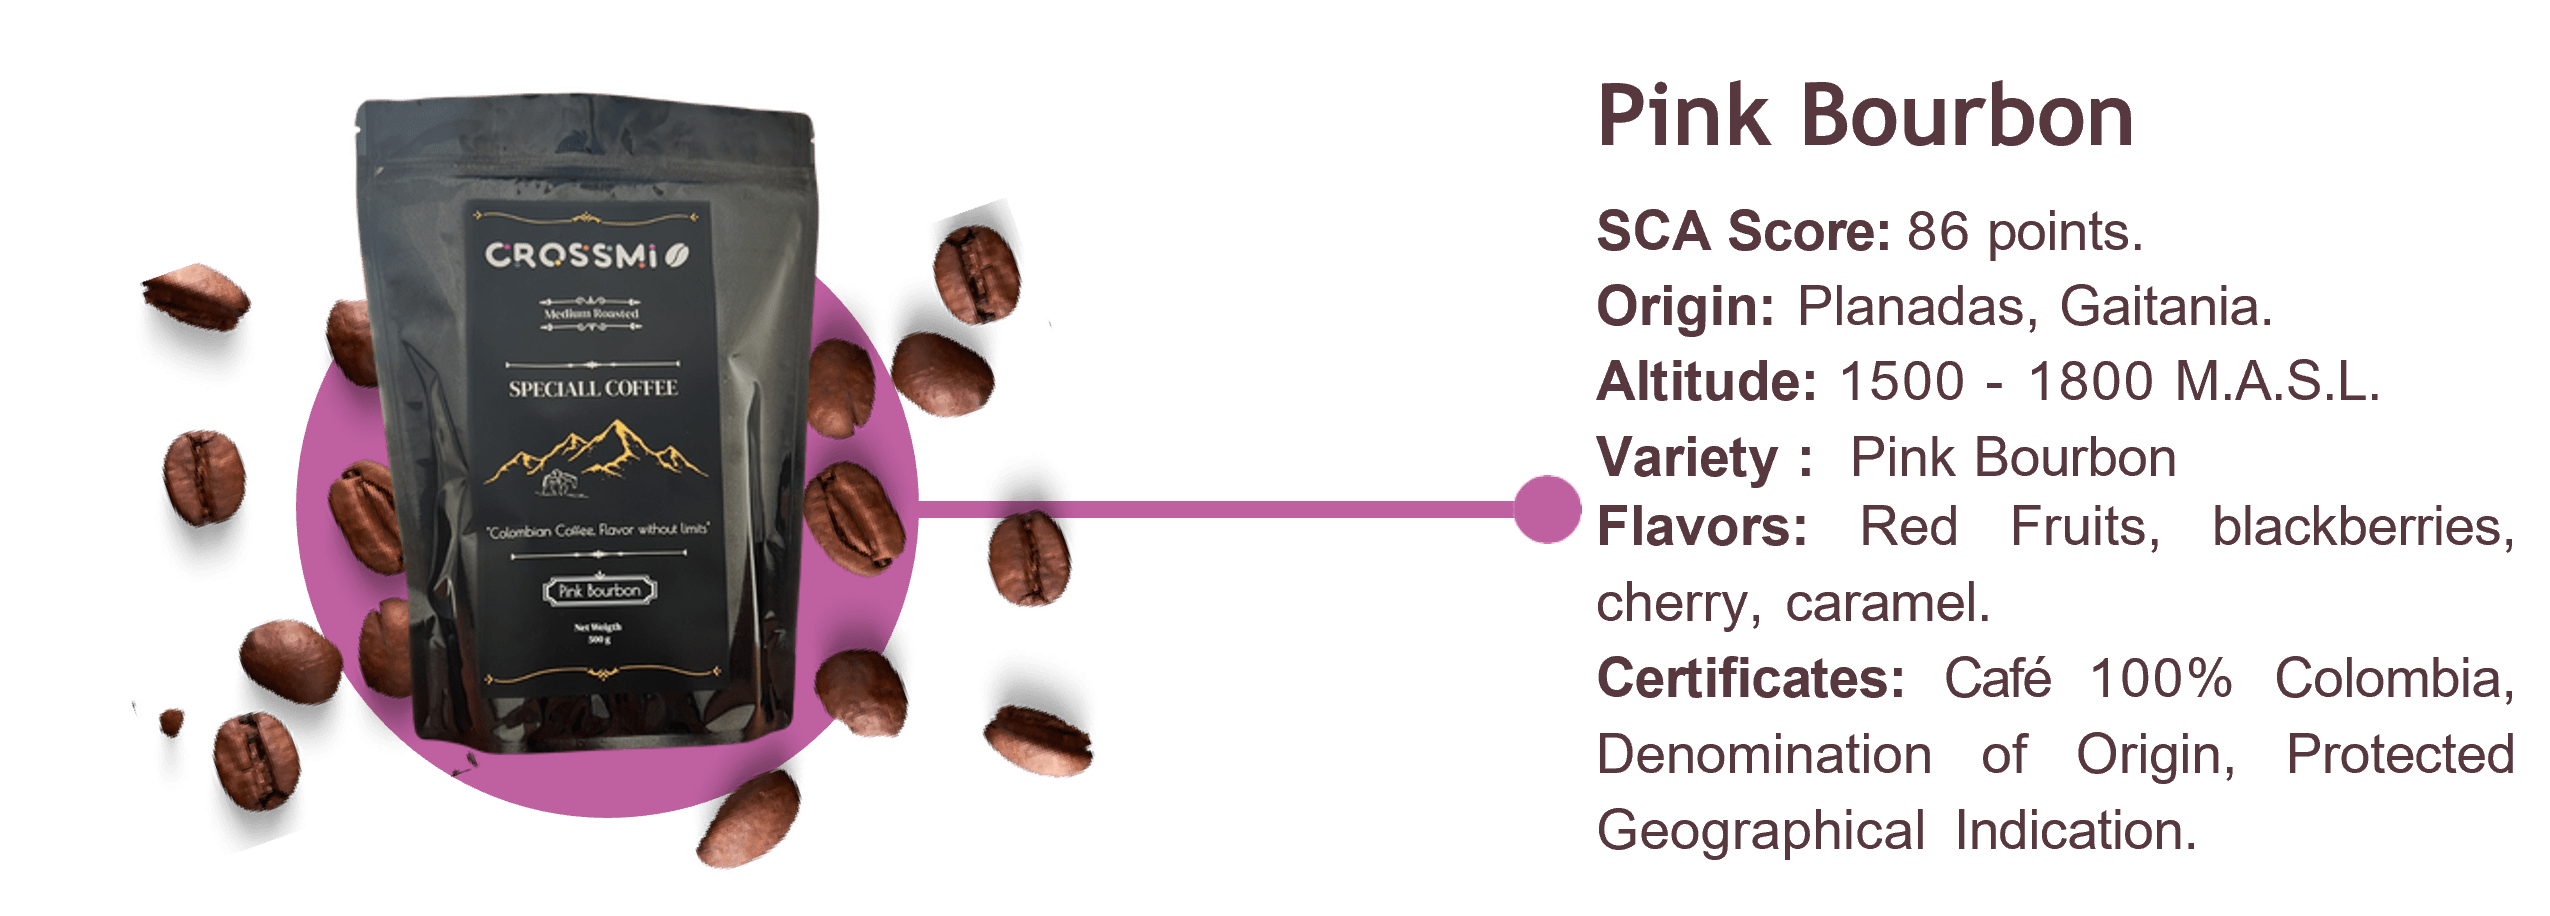 CROSSMi
Medium Roasted
SPECIALL COFFEE
"Colombian Coffee, Flavor without limits"
Pink Bourbon
Net Weigth
500 g
Pink Bourbon
SCA Score: 86 points.
Origin: Planadas, Gaitania.
Altitude: 1500 - 1800 M.A.S.L.
Variety : Pink Bourbon
Flavors: Red Fruits, blackberries,
cherry, caramel.
Certificates: Café 100% Colombia,
Denomination of Origin, Protected
Geographical Indication.